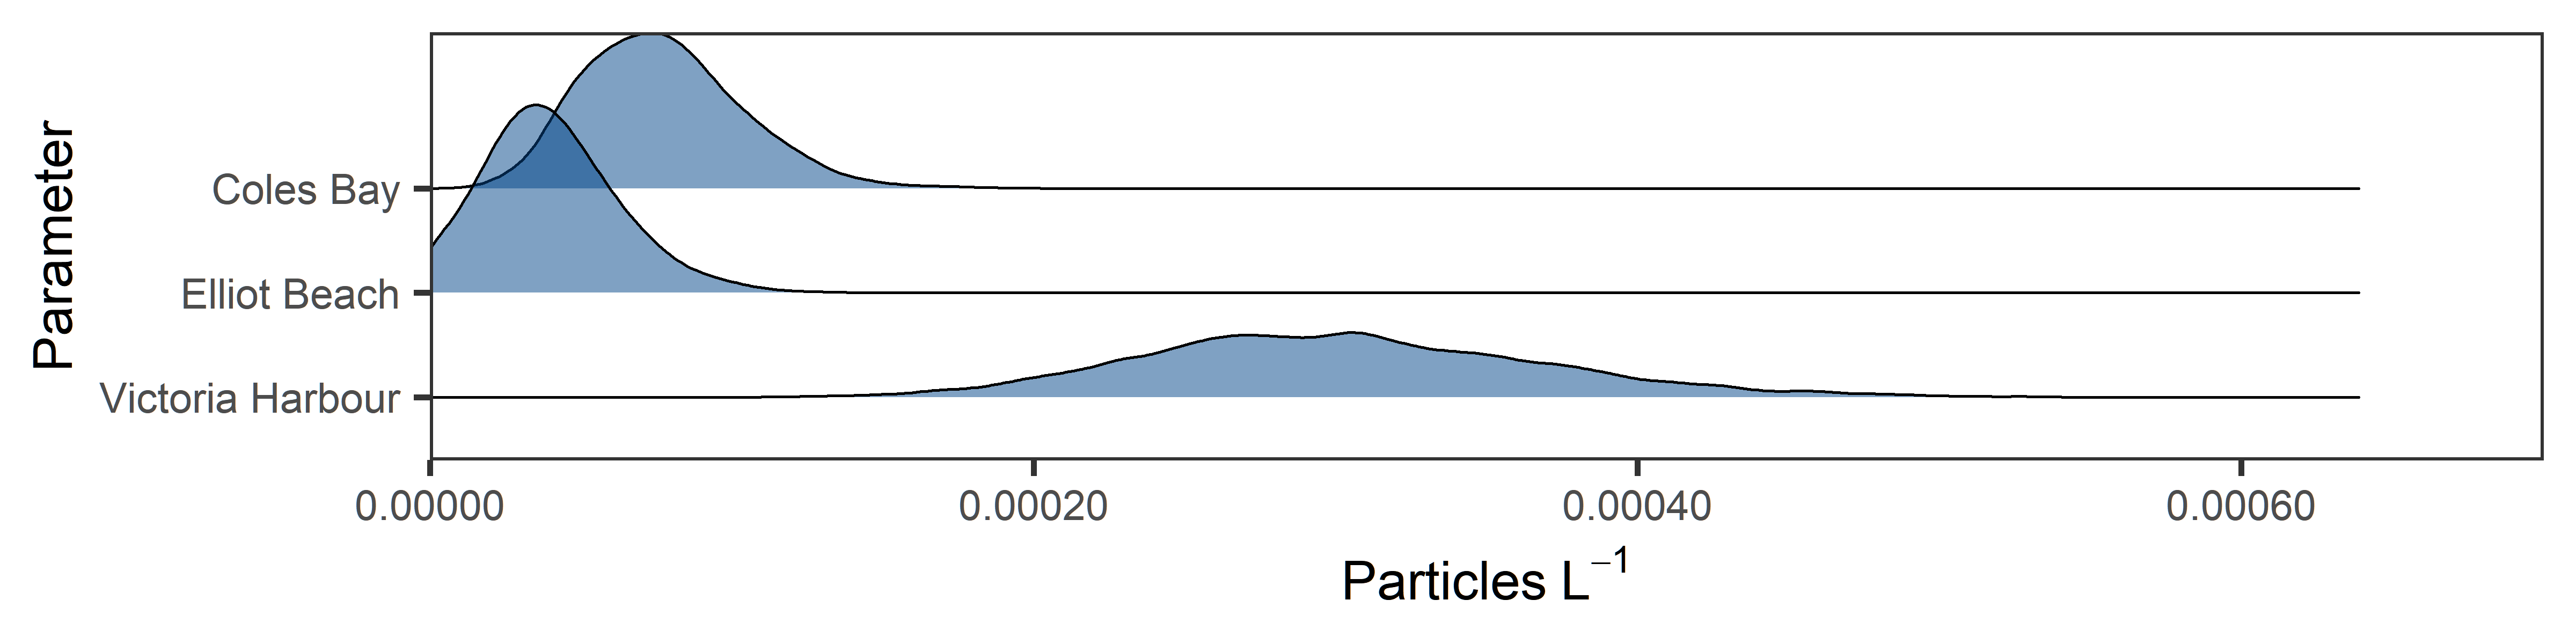 Parameter
Coles Bay
Elliot Beach
Victoria Harbour
0.00000 0.00020 0.00040 0.00060
Particles L⁻¹